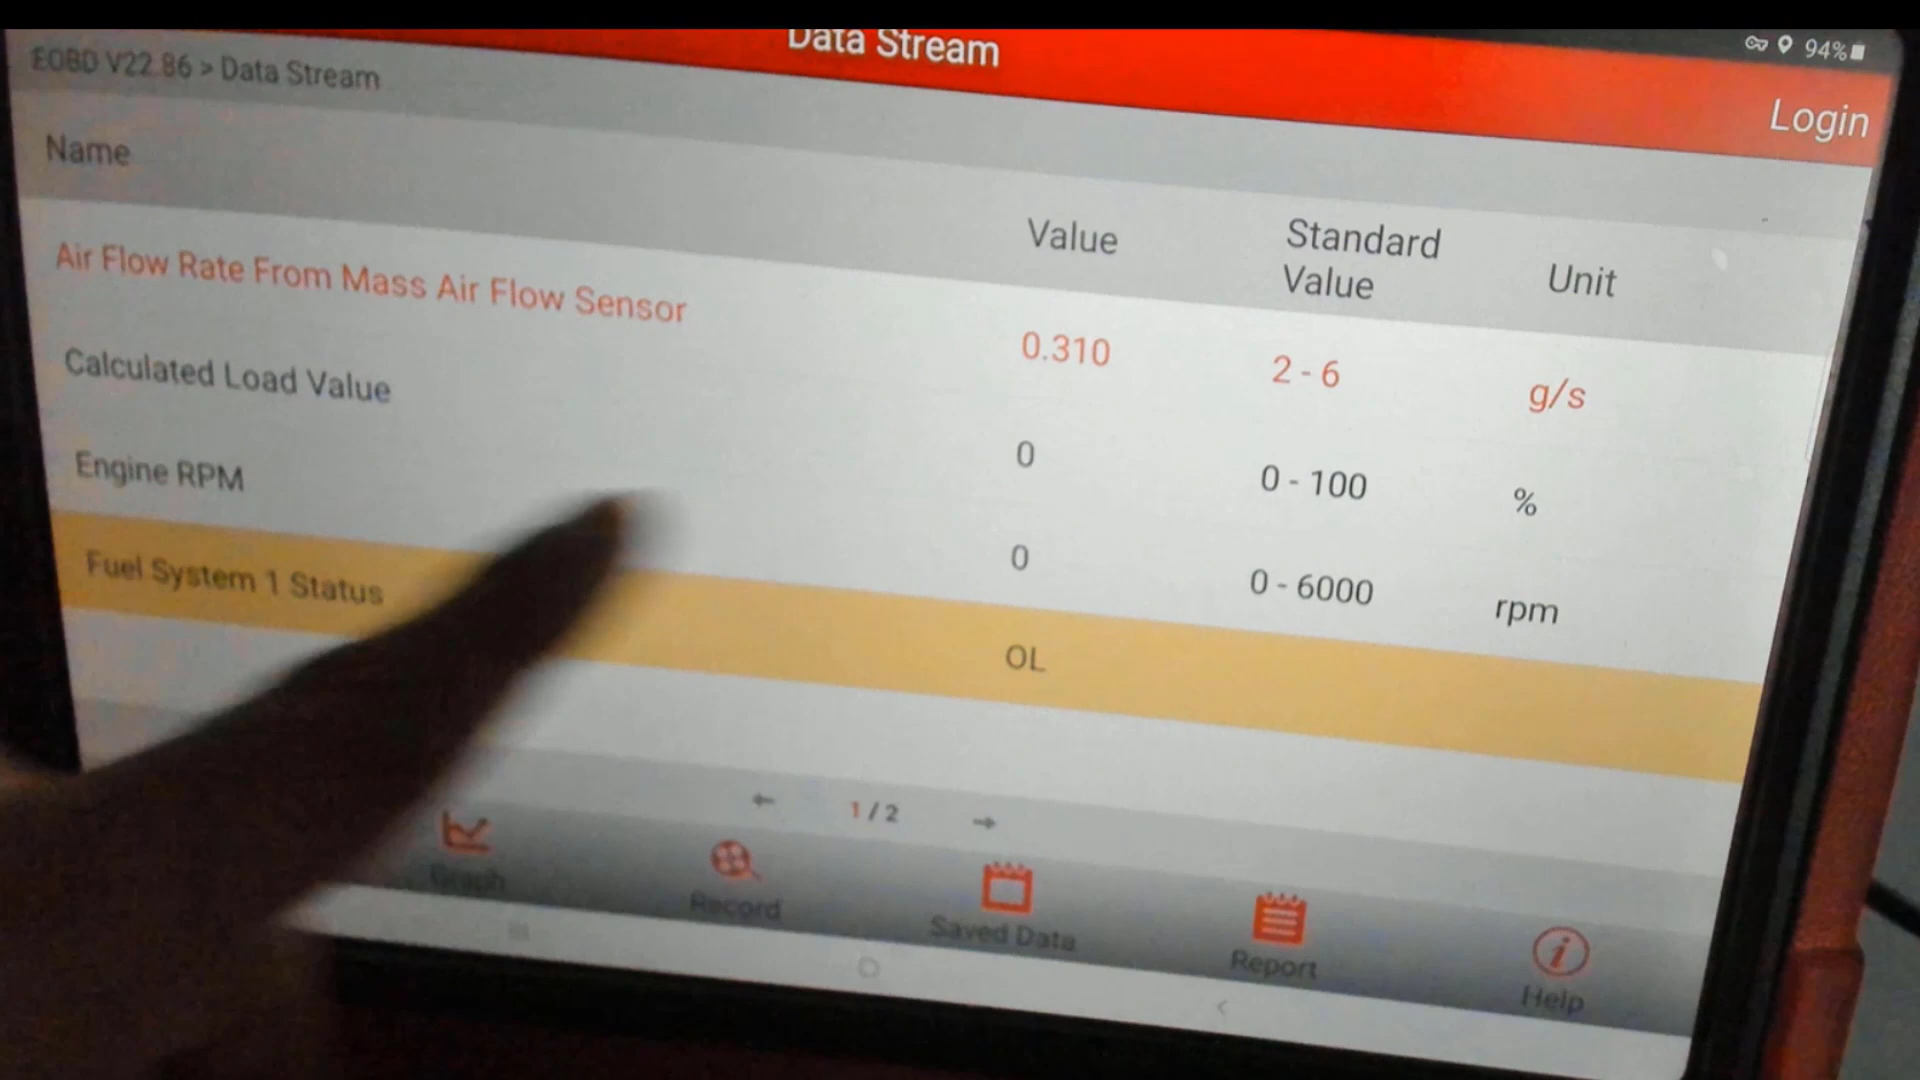 Data Stream
94%
EOBD V22.86 > Data Stream
Login
Name
Value
Standard Value
Unit
Air Flow Rate From Mass Air Flow Sensor
0.310
2 - 6
g/s
Calculated Load Value
0
0 - 100
%
Engine RPM
0
0 - 6000
rpm
Fuel System 1 Status
OL
1 / 2
Graph
Record
Saved Data
Report
Help